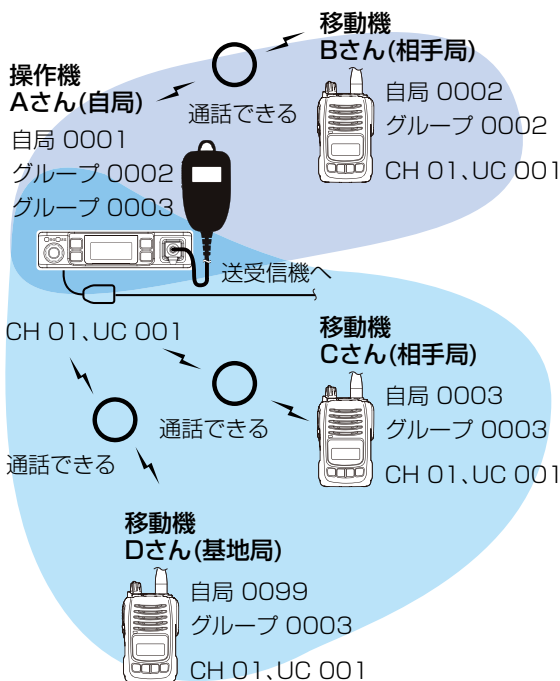 移動機
Bさん(相手局)
自局 0002
グループ 0002
CH 01、UC 001
操作機
Aさん(自局)
自局 0001
グループ 0002
グループ 0003
通話できる
送受信機へ
CH 01、UC 001
移動機
Cさん(相手局)
自局 0003
グループ 0003
CH 01、UC 001
通話できる
通話できる
移動機
Dさん(基地局)
自局 0099
グループ 0003
CH 01、UC 001